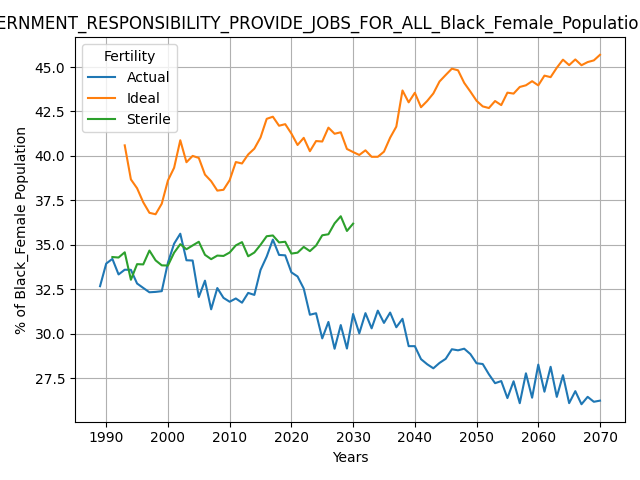 ERNMENT_RESPONSIBILITY_PROVIDE_JOBS_FOR_ALL_Black_Female_Populatio
Fertility
Actual
Ideal
Sterile
% of Black_Female Population
45.0
42.5
40.0
37.5
35.0
32.5
30.0
27.5
1990 2000 2010 2020 2030 2040 2050 2060 2070
Years